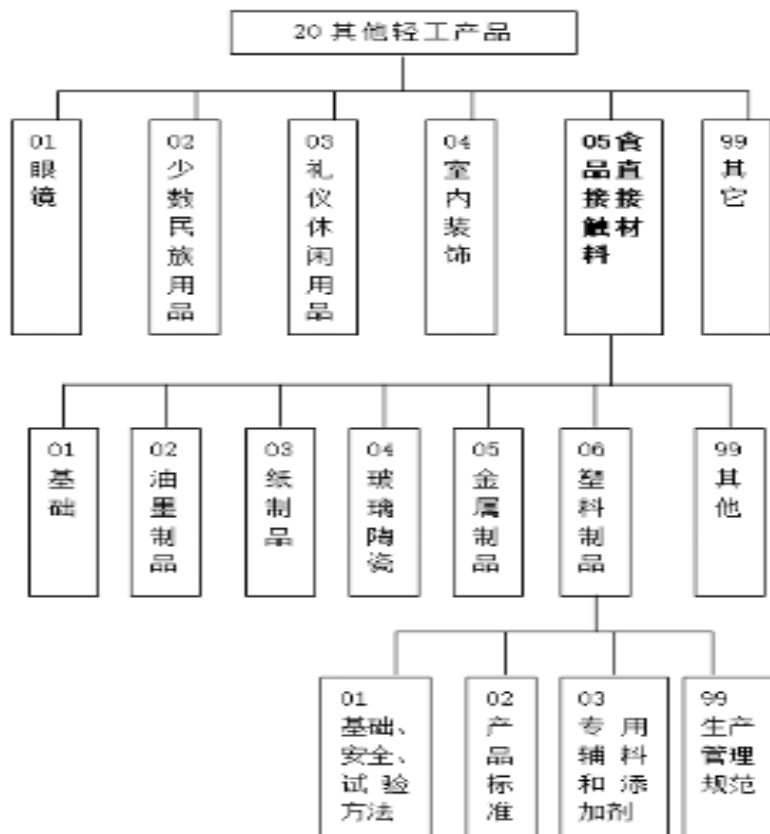 20 其他轻工产品
01
眼
镜
02
少
数
民
族
用
品
03
礼
仪
休
闲
用
品
04
室
内
装
饰
05 食
品 直
接 接
触 材
料
99
其
它
01
基
础
02
油
墨
制
品
03
纸
制
品
04
玻
璃
陶
瓷
05
金
属
制
品
06
塑
料
制
品
99
其
他
01
基础、
安全、
试 验
方法
02
产
品
标
准
03
专 用
辅 料
和 添
加剂
99
生产
管理
规范